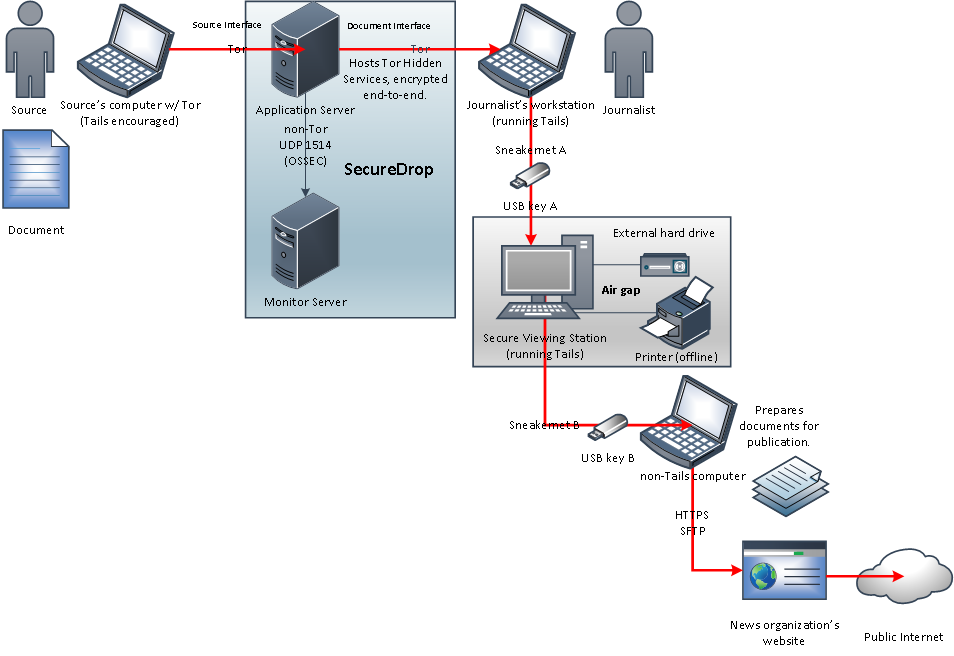 Source Interface
Document Interface
Tor
Tor
Hosts Tor Hidden
Services, encrypted
end-to-end.
Source
Source's computer w/ Tor
(Tails encouraged)
Application Server
Journalist's workstation
(running Tails)
Journalist
non-Tor
UDP 1514
(OSSEC)
SecureDrop
Sneakernet A
USB key A
Document
External hard drive
Air gap
Monitor Server
Secure Viewing Station
(running Tails)
Printer (offline)
Prepares
documents for
publication.
Sneakernet B
USB key B
non-Tails computer
HTTPS
SFTP
News organization's
website
Public Internet